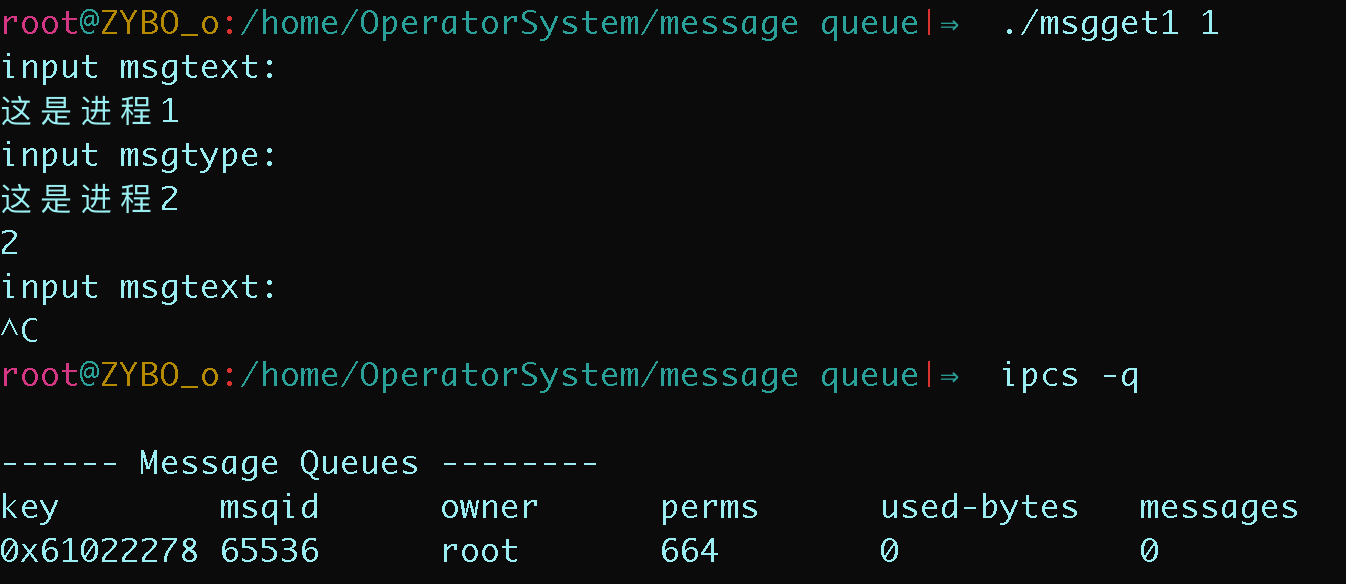 root@ZYBO_o:/home/OperatorSystem/message queue|⇒  ./msgget1 1
input msgtext:
这是进程1
input msgtype:
这是进程2
2
input msgtext:
^C
root@ZYBO_o:/home/OperatorSystem/message queue|⇒  ipcs -q
------ Message Queues --------
key        msqid      owner      perms      used-bytes   messages
0x61022278 65536      root       664        0            0